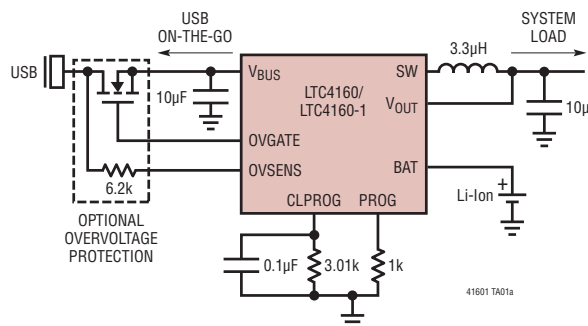 USB
ON-THE-GO
SYSTEM
LOAD
3.3µH
USB
VBUS
LTC4160/
LTC4160-1
SW
VOUT
10µF
10µ
OVGATE
OVSENS
BAT
6.2k
+
Li-Ion
CLPROG
PROG
OPTIONAL
OVERVOLTAGE
PROTECTION
0.1µF
3.01k
1k
41601 TA01a